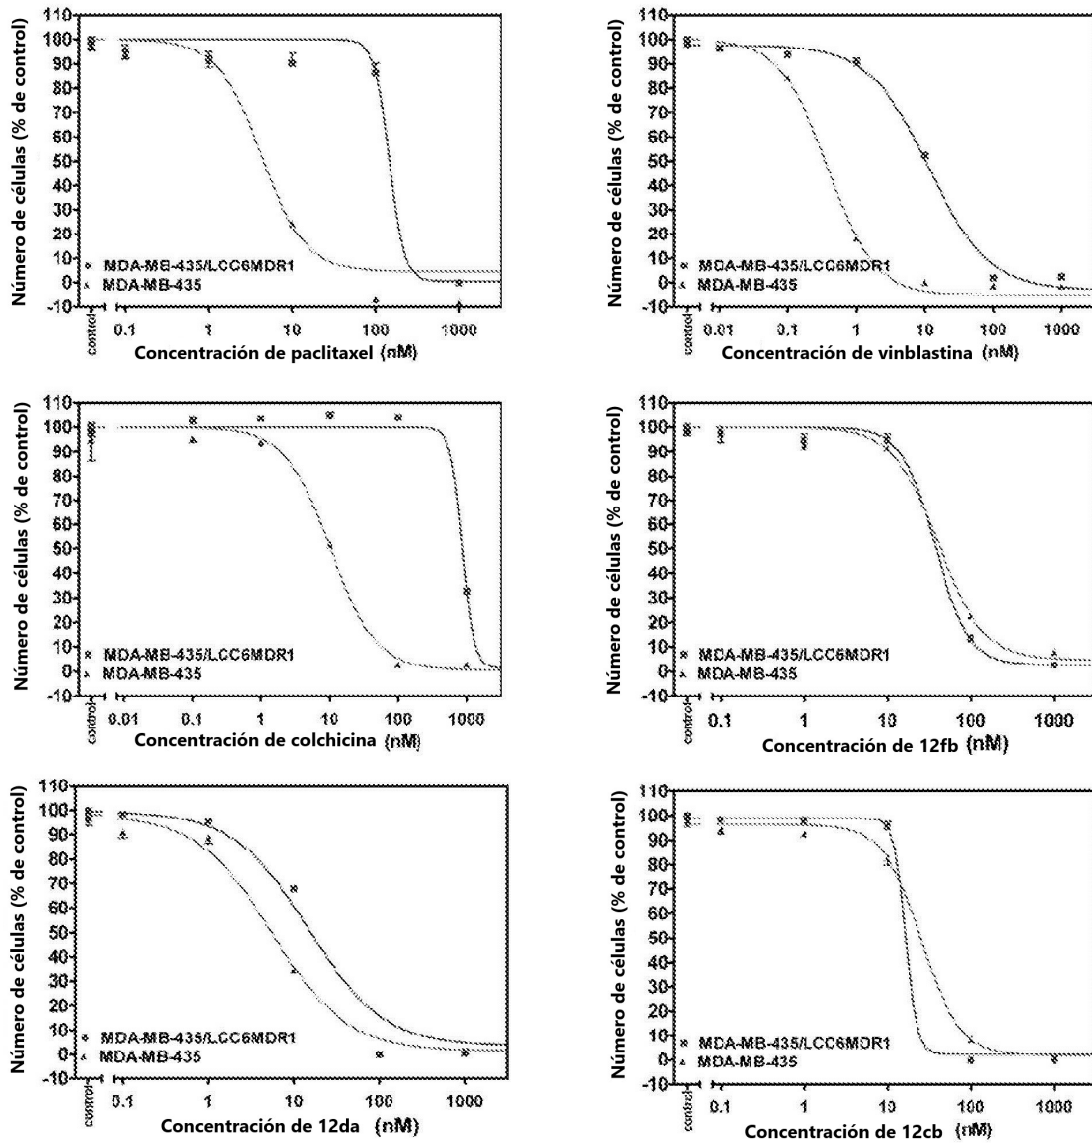 Número de células (% de control)
110
100
90
80
70
60
50
40
30
20
10
0
-10
MDA-MB-435/LCC6MDR1
MDA-MB-435
control
0.1 1 10 100 1000
Concentración de paclitaxel (nM)
Número de células (% de control)
110
100
90
80
70
60
50
40
30
20
10
0
-10
MDA-MB-435/LCC6MDR1
MDA-MB-435
control
0.01 0.1 1 10 100 1000
Concentración de vinblastina (nM)
Número de células (% de control)
110
100
90
80
70
60
50
40
30
20
10
0
-10
MDA-MB-435/LCC6MDR1
MDA-MB-435
control
0.01 0.1 1 10 100 1000
Concentración de colchicina (nM)
Número de células (% de control)
110
100
90
80
70
60
50
40
30
20
10
0
-10
MDA-MB-435/LCC6MDR1
MDA-MB-435
control
0.1 1 10 100 1000
Concentración de 12fb (nM)
Número de células (% de control)
110
100
90
80
70
60
50
40
30
20
10
0
-10
MDA-MB-435/LCC6MDR1
MDA-MB-435
control
0.1 1 10 100 1000
Concentración de 12da (nM)
Número de células (% de control)
110
100
90
80
70
60
50
40
30
20
10
0
-10
MDA-MB-435/LCC6MDR1
MDA-MB-435
control
0.1 1 10 100 1000
Concentración de 12cb (nM)